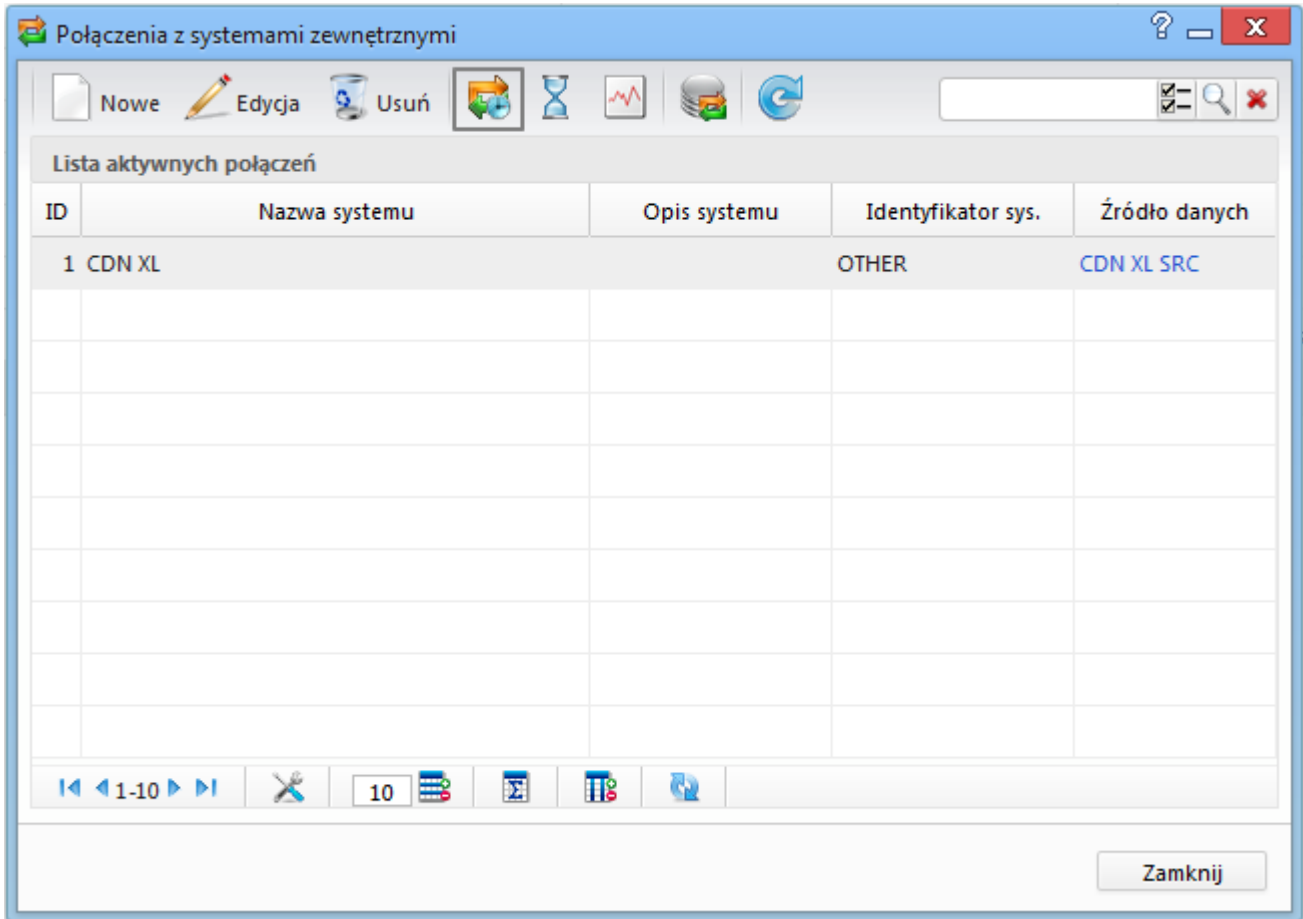 Połączenia z systemami zewnętrznymi
Nowe Edycja Usuń
Lista aktywnych połączeń
ID Nazwa systemu Opis systemu Identyfikator sys. Źródło danych
1 CDN XL OTHER CDN XL SRC
1-10 10
Zamknij